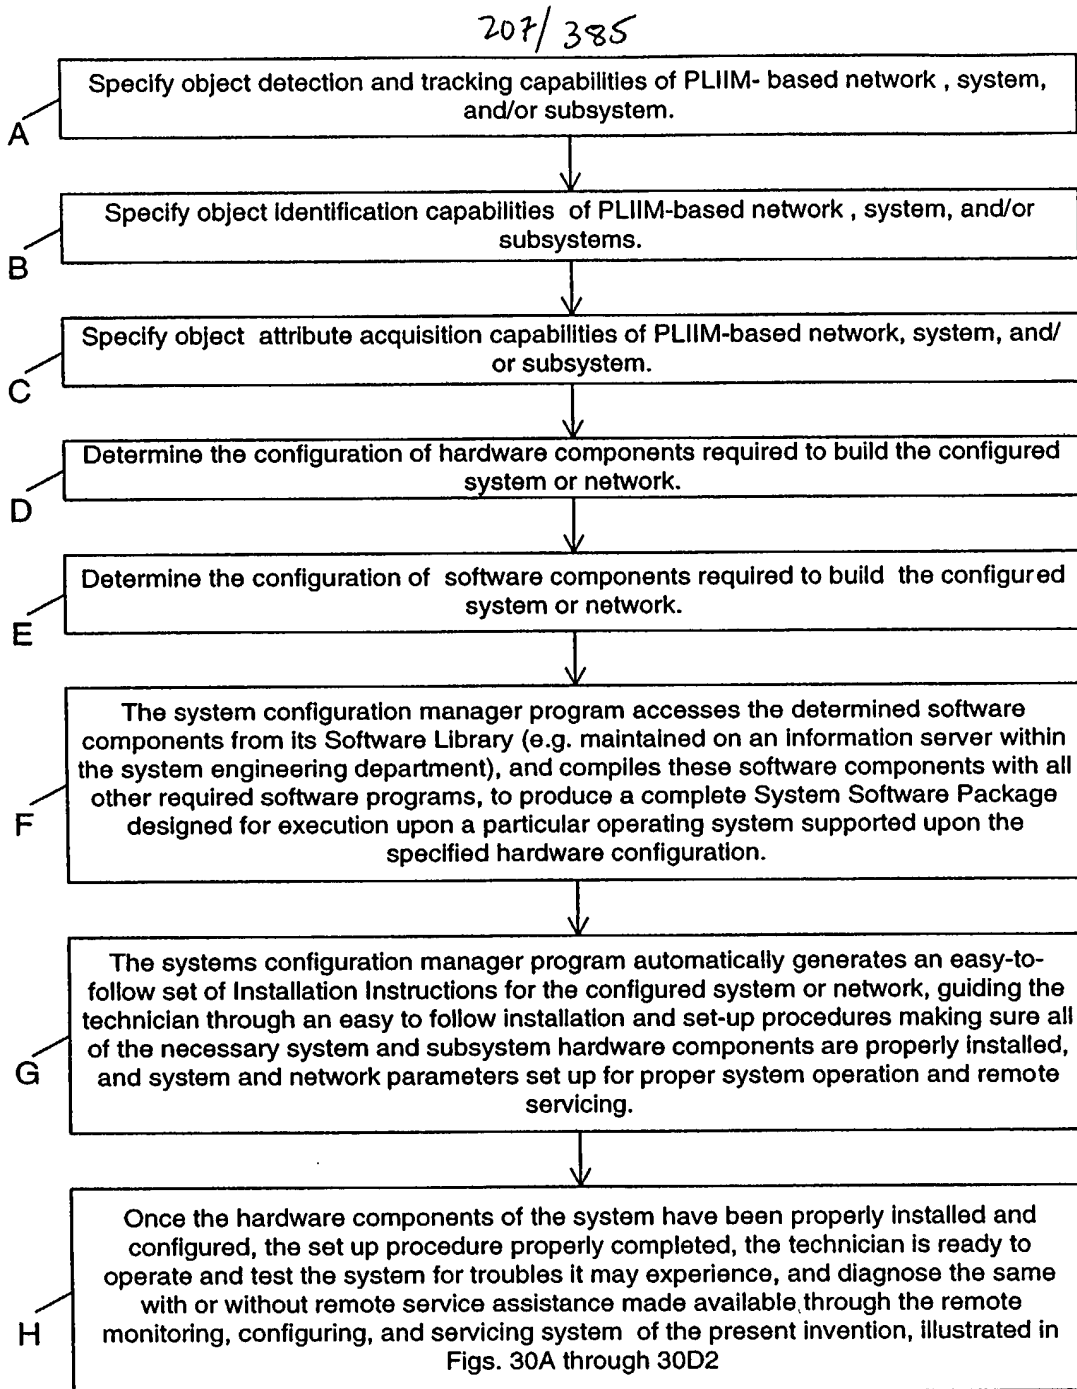 207/385
Specify object detection and tracking capabilities of PLIIM- based network , system,
and/or subsystem.
A
Specify object identification capabilities of PLIIM-based network , system, and/or
subsystems.
B
Specify object attribute acquisition capabilities of PLIIM-based network, system, and/
or subsystem.
C
Determine the configuration of hardware components required to build the configured
system or network.
D
Determine the configuration of software components required to build the configured
system or network.
E
The system configuration manager program accesses the determined software
components from its Software Library (e.g. maintained on an information server within
the system engineering department), and compiles these software components with all
other required software programs, to produce a complete System Software Package
designed for execution upon a particular operating system supported upon the
specified hardware configuration.
F
The systems configuration manager program automatically generates an easy-to-
follow set of Installation Instructions for the configured system or network, guiding the
technician through an easy to follow installation and set-up procedures making sure all
of the necessary system and subsystem hardware components are properly installed,
and system and network parameters set up for proper system operation and remote
servicing.
G
Once the hardware components of the system have been properly installed and
configured, the set up procedure properly completed, the technician is ready to
operate and test the system for troubles it may experience, and diagnose the same
with or without remote service assistance made available through the remote
monitoring, configuring, and servicing system of the present invention, illustrated in
Figs. 30A through 30D2
H